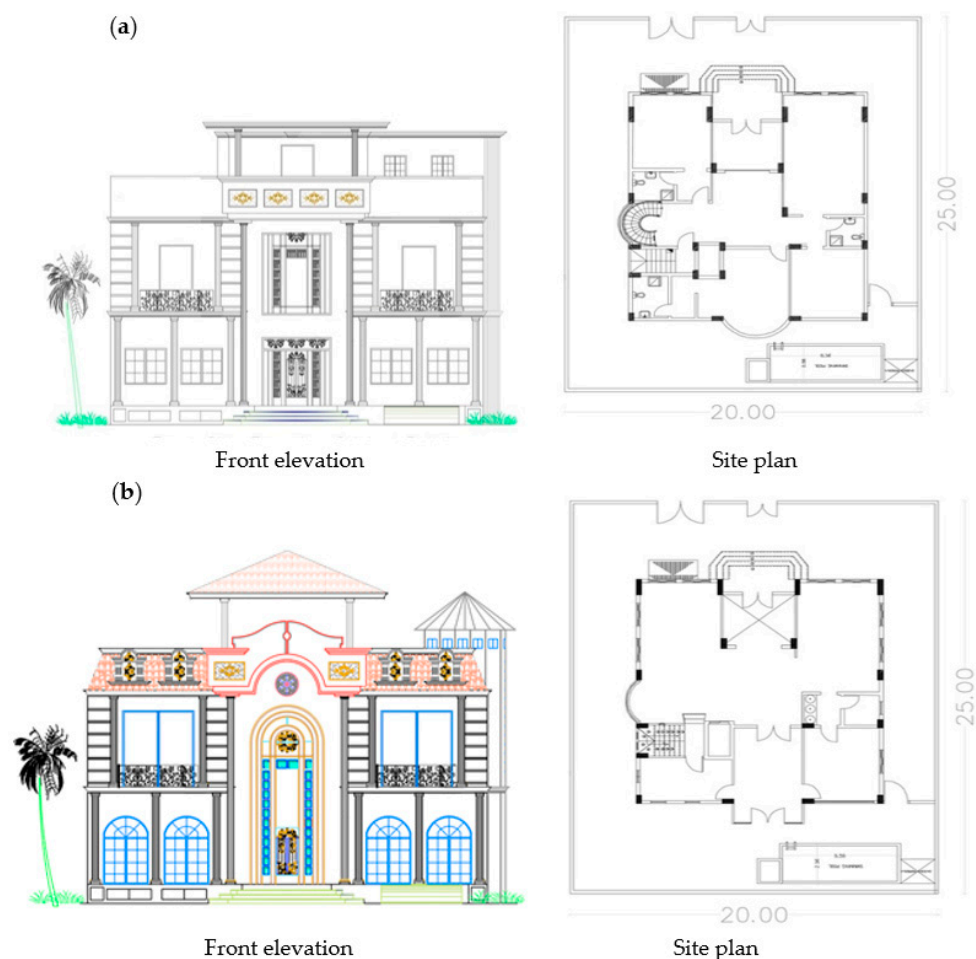 (a)
25.00
20.00
Front elevation
Site plan
(b)
25.00
20.00
Front elevation
Site plan